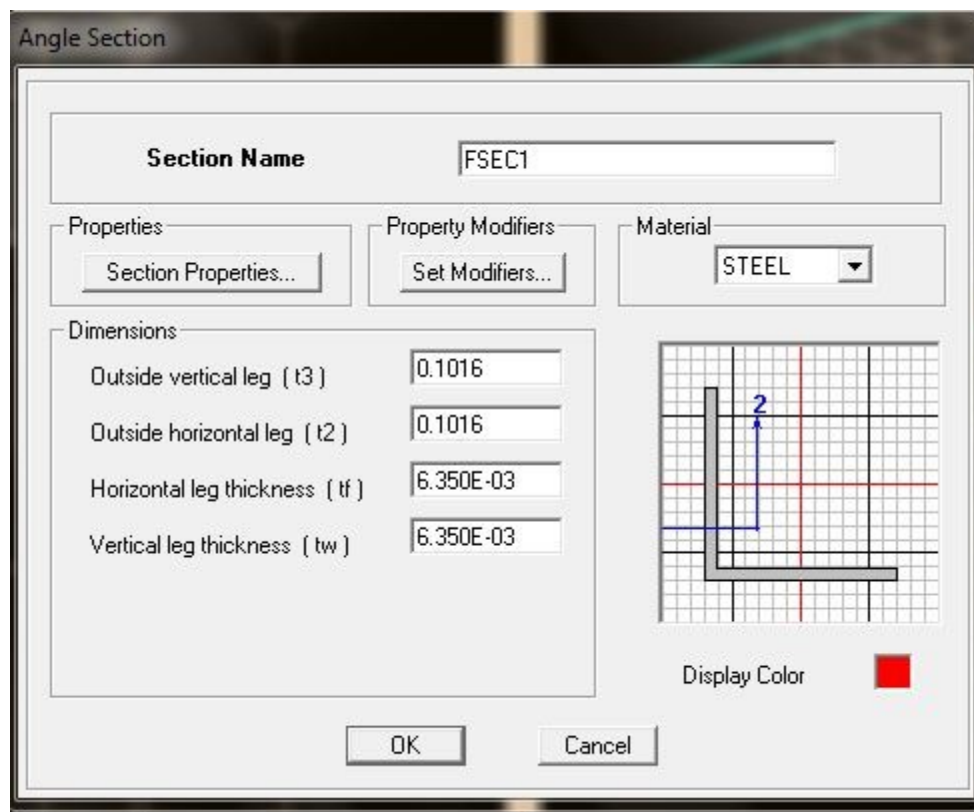 Angle Section
Section Name
FSEC1
Properties
Section Properties...
Property Modifiers
Set Modifiers...
Material
STEEL
Dimensions
Outside vertical leg ( t3 )
0.1016
Outside horizontal leg ( t2 )
0.1016
Horizontal leg thickness ( tf )
6.350E-03
Vertical leg thickness ( tw )
6.350E-03
2
Display Color
OK
Cancel